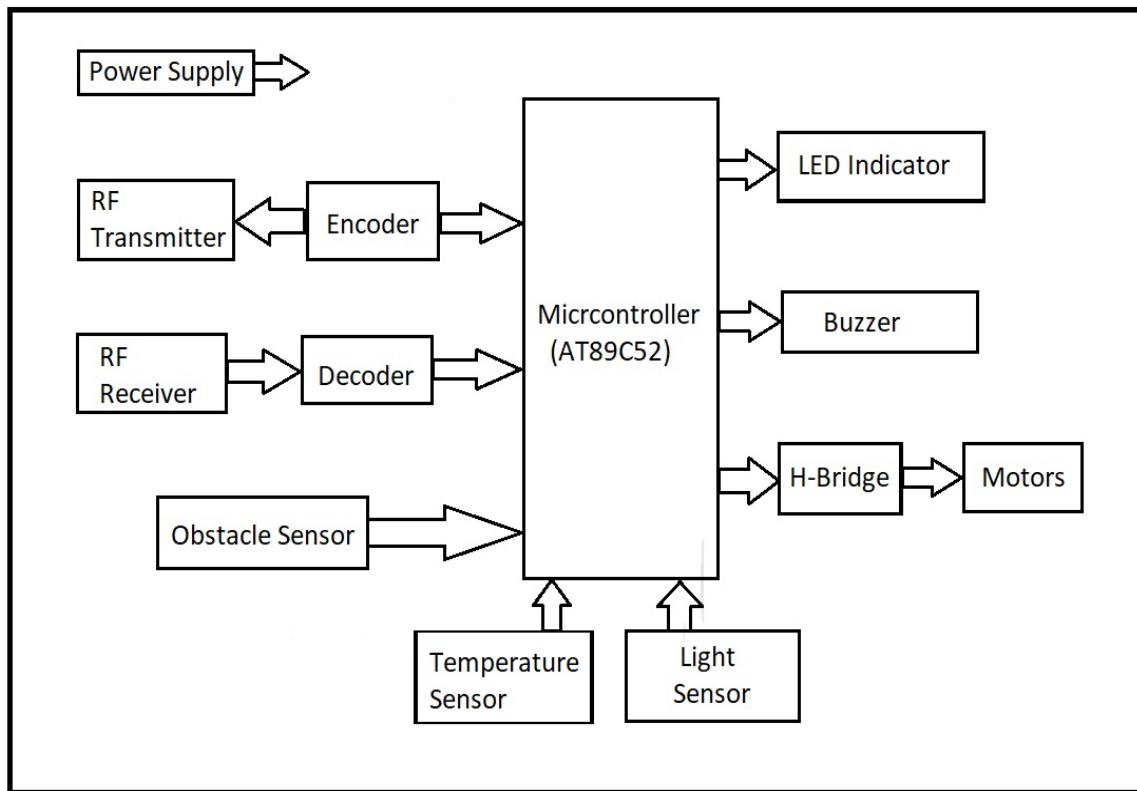 Power Supply
RF
Transmitter
Encoder
RF
Receiver
Decoder
Obstacle Sensor
Micrcontroller
(AT89C52)
LED Indicator
Buzzer
H-Bridge
Motors
Temperature
Sensor
Light
Sensor